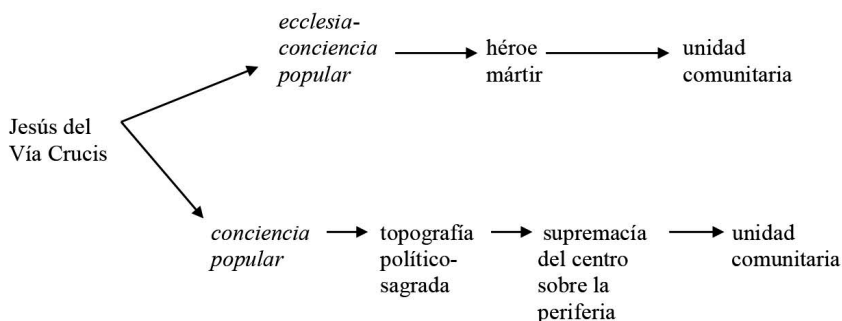 ecclesia-
conciencia
popular
héroe
mártir
unidad
comunitaria
Jesús del
Vía Crucis
conciencia
popular
topografía
político-
sagrada
supremacía
del centro
sobre la
periferia
unidad
comunitaria